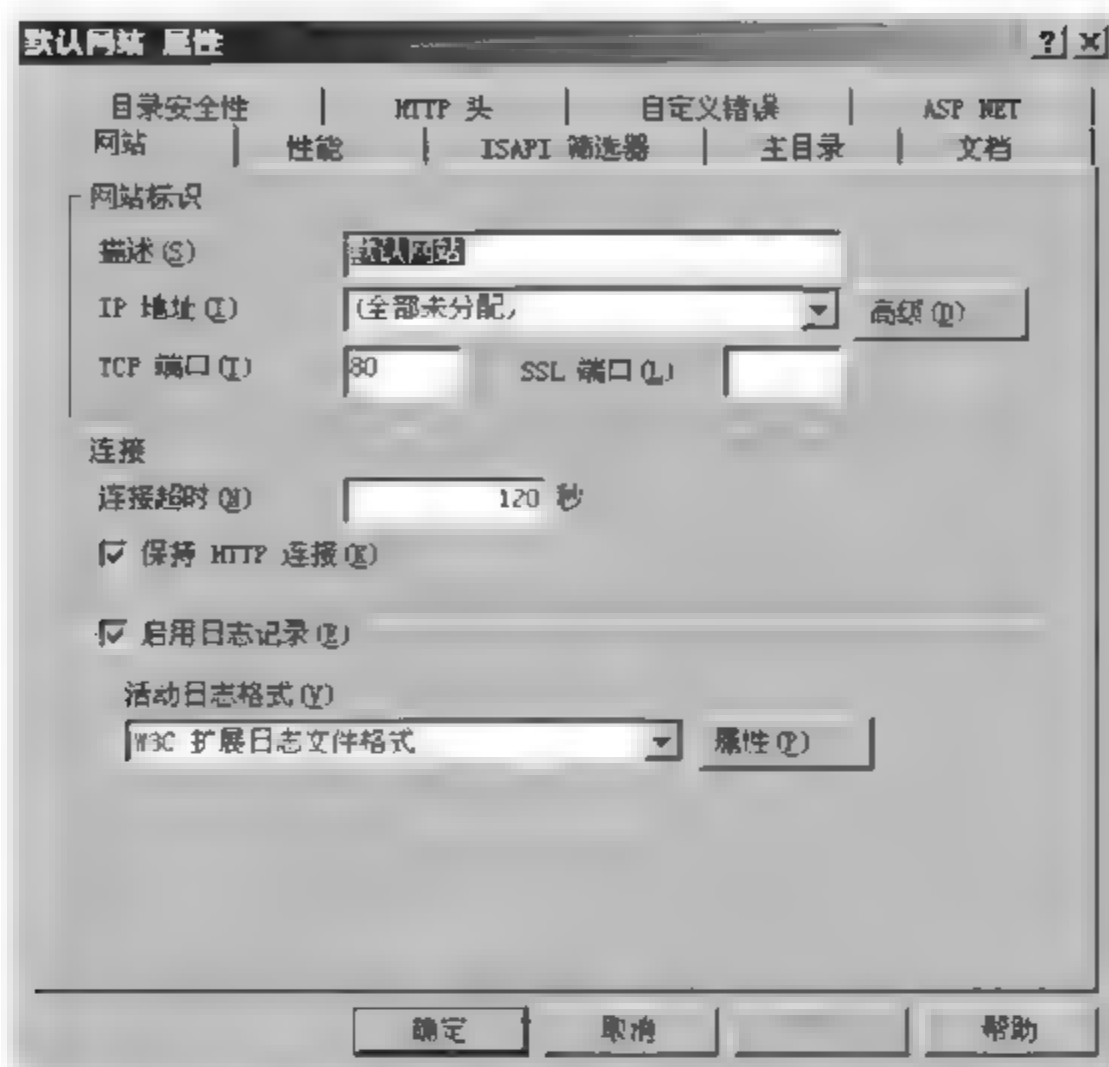 默认网站 属性
目录安全性 HTTP 头 自定义错误 ASP NET
网站 性能 ISAPI 筛选器 主目录 文档
网站标识
描述(S) 默认网站
IP 地址(I) (全部未分配) 高级(D)
TCP 端口(T) 80 SSL 端口(L)
连接
连接超时(N) 120 秒
保持 HTTP 连接(K)
启用日志记录(E)
活动日志格式(V)
W3C 扩展日志文件格式 属性(P)
确定 取消 帮助